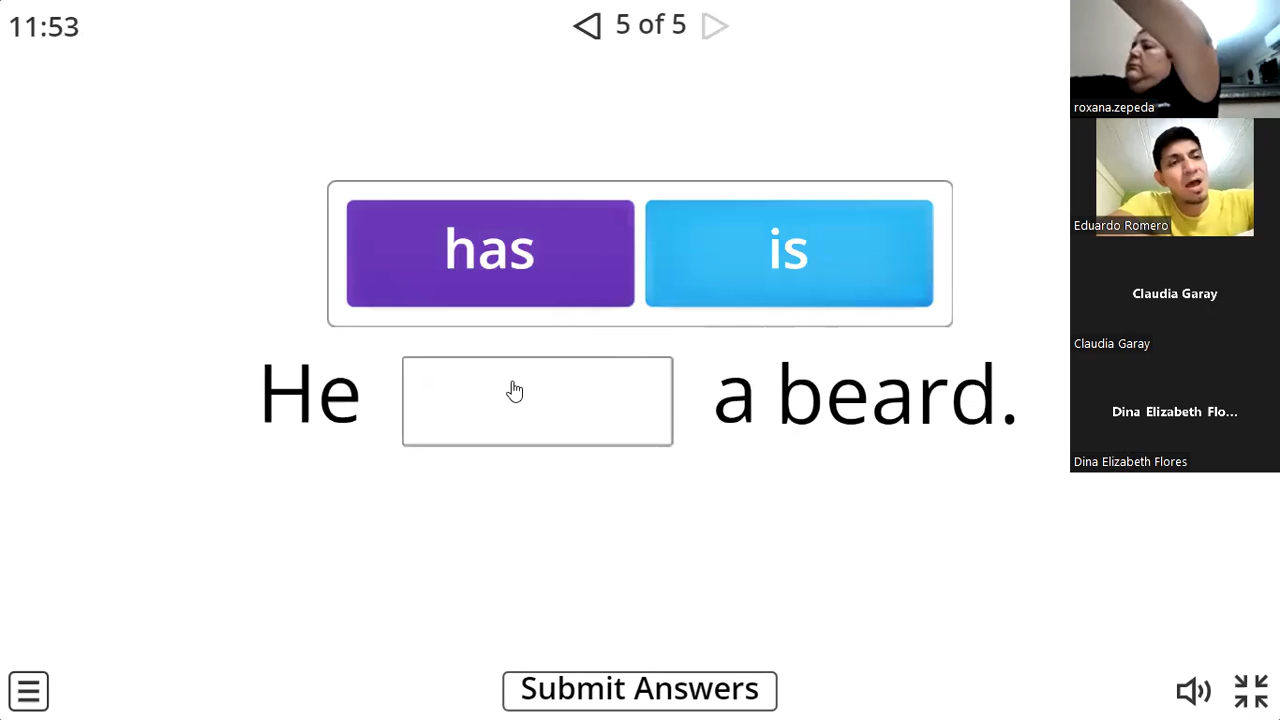 11:53
5 of 5
has
is
He a beard.
Submit Answers
roxana.zepeda
Eduardo Romero
Claudia Garay
Claudia Garay
Dina Elizabeth Flo...
Dina Elizabeth Flores